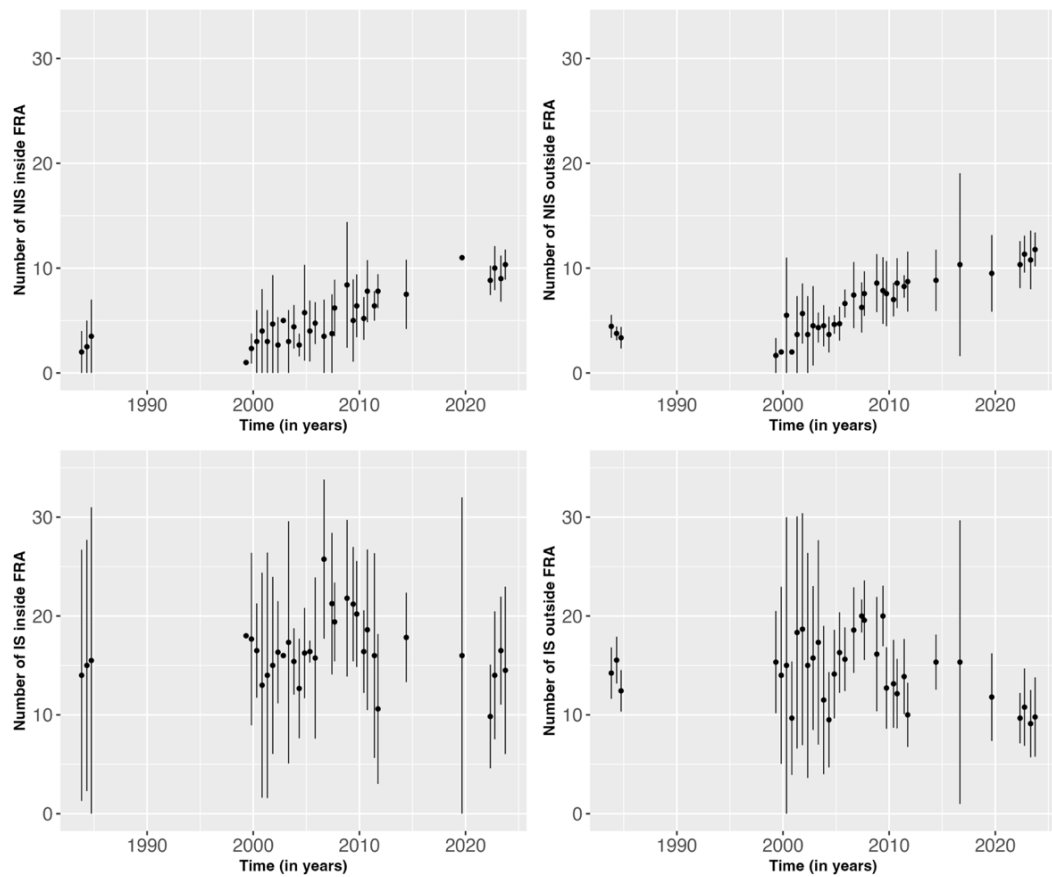 Number of NIS inside FRA
30
20
10
0
1990 2000 2010 2020
Time (in years)
Number of NIS outside FRA
30
20
10
0
1990 2000 2010 2020
Time (in years)
Number of IS inside FRA
30
20
10
0
1990 2000 2010 2020
Time (in years)
Number of IS outside FRA
30
20
10
0
1990 2000 2010 2020
Time (in years)